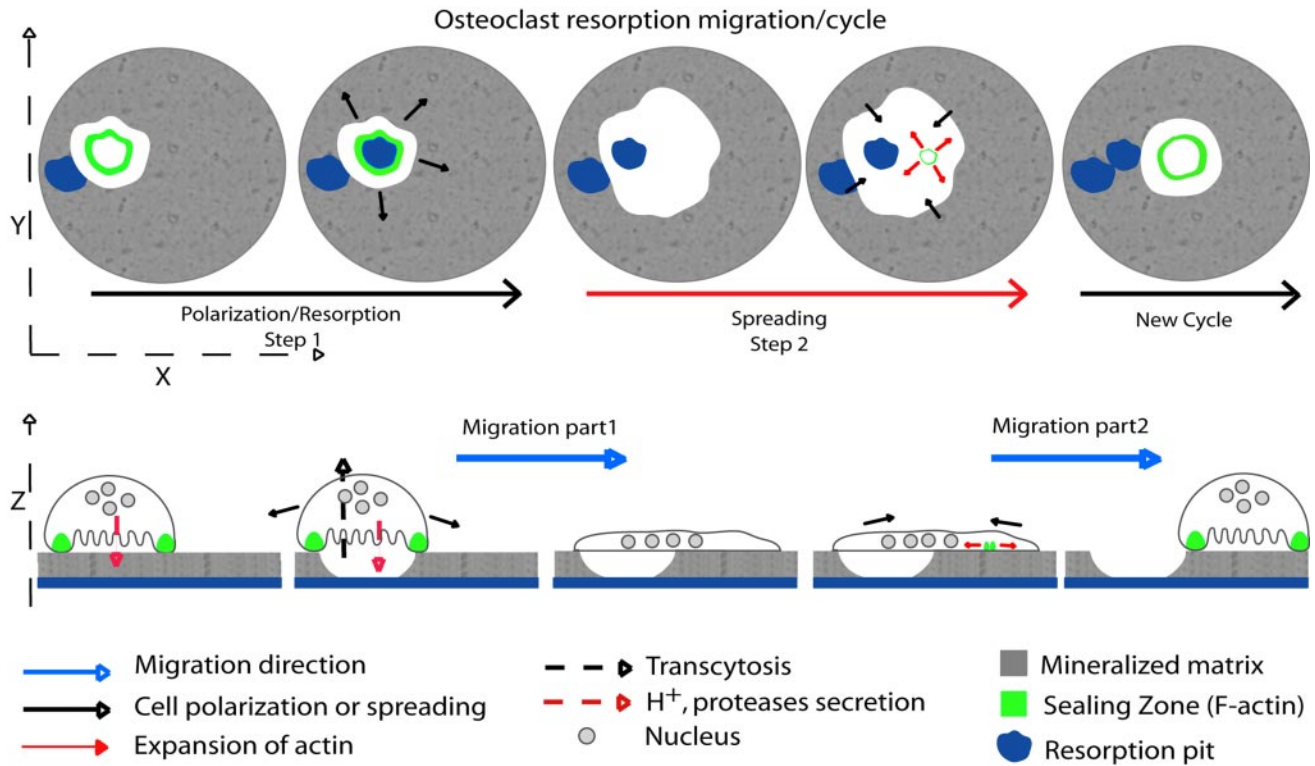 Osteoclast resorption migration/cycle
Y
Polarization/Resorption
Step 1
Spreading
Step 2
New Cycle
X
Migration part1
Migration part2
Z
Migration direction
Cell polarization or spreading
Expansion of actin
Transcytosis
H+, proteases secretion
Nucleus
Mineralized matrix
Sealing Zone (F-actin)
Resorption pit